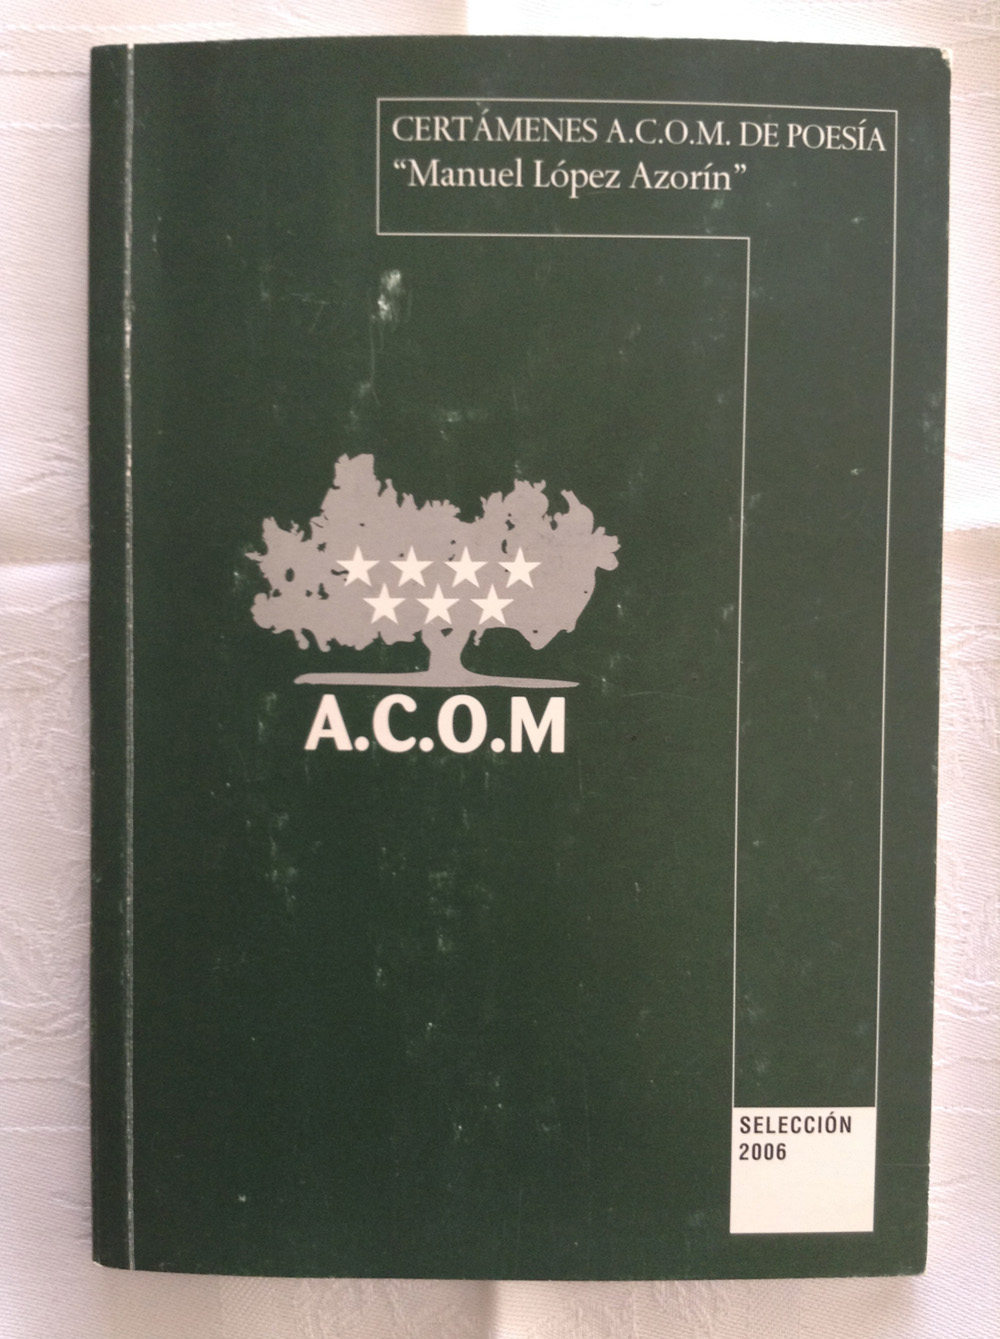 CERTÁMENES A.C.O.M. DE POESÍA
“Manuel López Azorín”
A.C.O.M
SELECCIÓN
2006